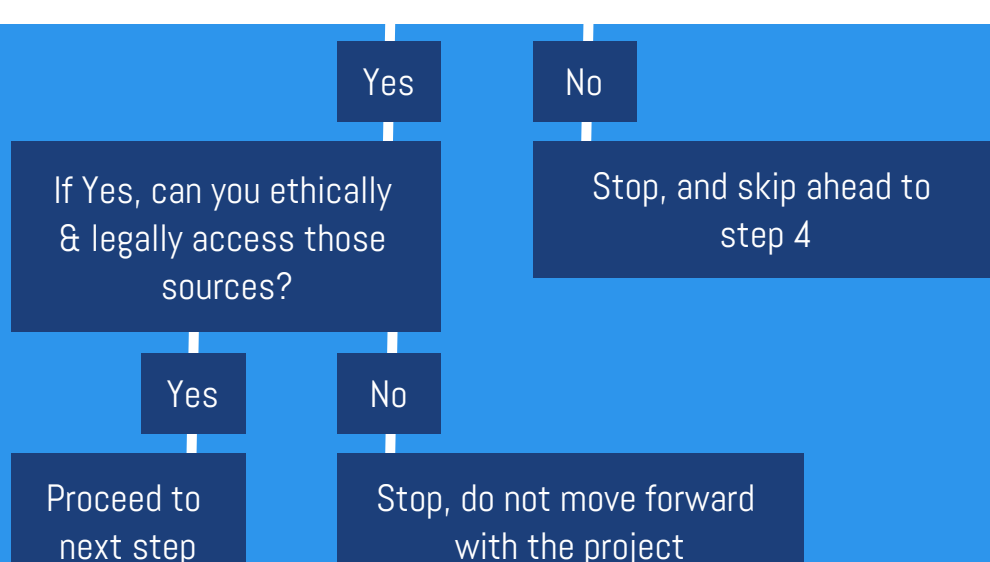 Yes
No
If Yes, can you ethically
& legally access those
sources?
Stop, and skip ahead to
step 4
Yes
No
Proceed to
next step
Stop, do not move forward
with the project